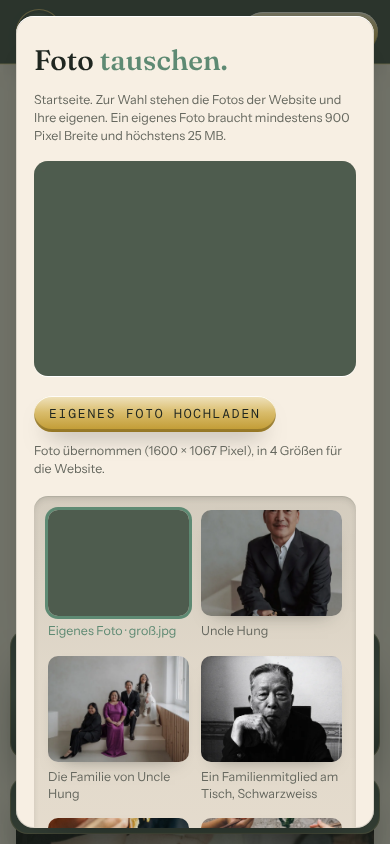 Foto tauschen.
Startseite. Zur Wahl stehen die Fotos der Website und
Ihre eigenen. Ein eigenes Foto braucht mindestens 900
Pixel Breite und höchstens 25 MB.
EIGENES FOTO HOCHLADEN
Foto übernommen (1600 × 1067 Pixel), in 4 Größen für
die Website.
Eigenes Foto · groß.jpg
Uncle Hung
Die Familie von Uncle
Hung
Ein Familienmitglied am
Tisch, Schwarzweiss